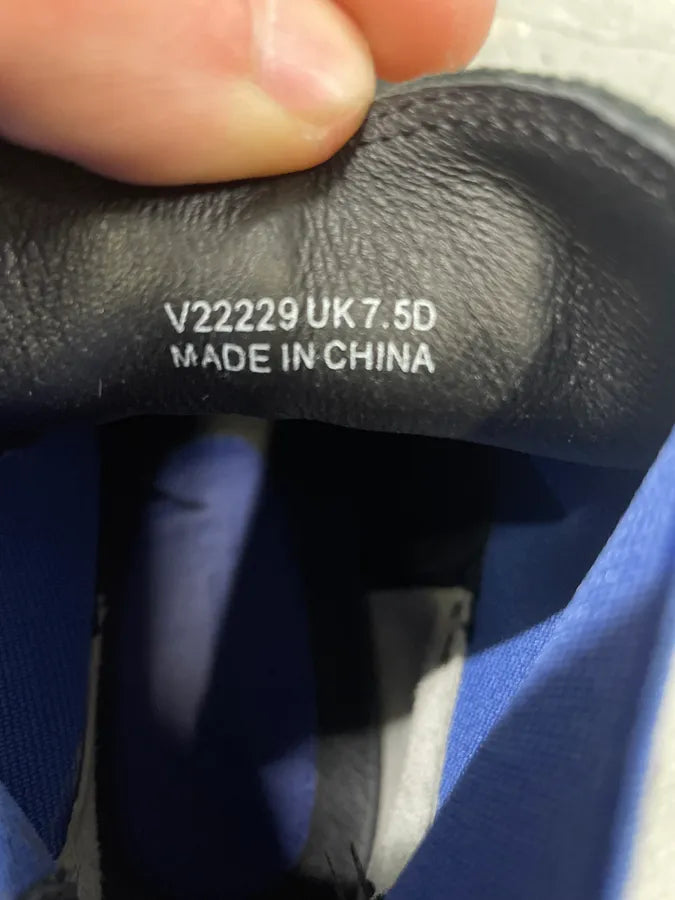 V22229 UK7.5D
MADE IN CHINA